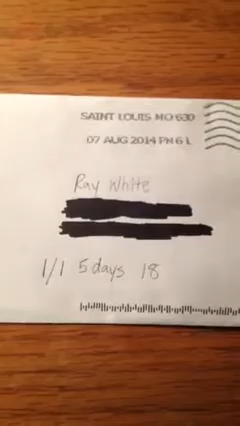 SAINT LOUIS MO 630
07 AUG 2014 PM 6 L
Ray White
1/1 5 days 18